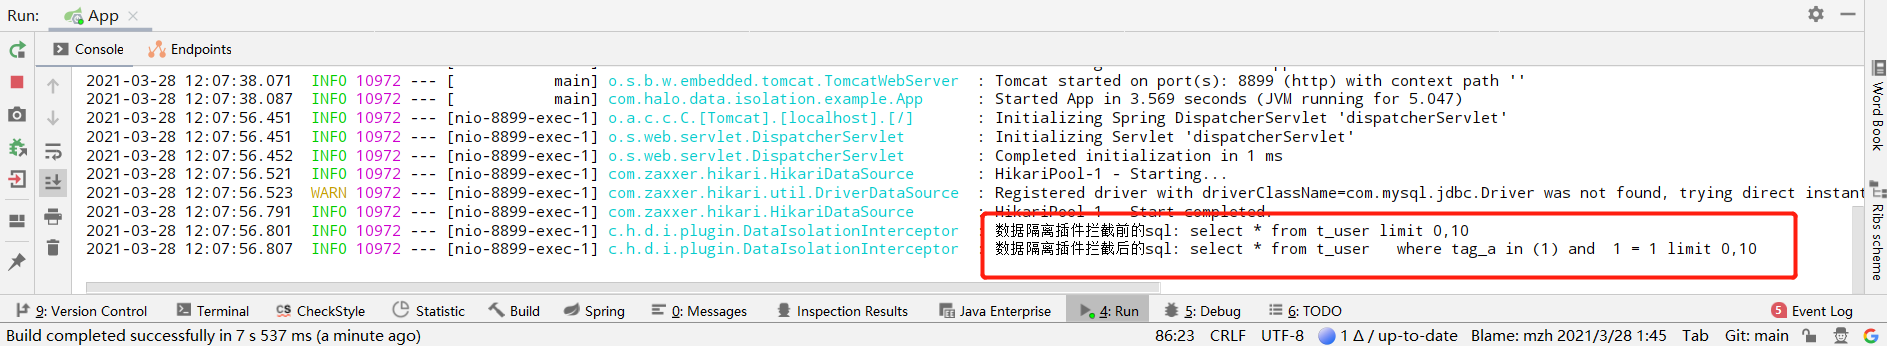 Run: App
Console Endpoints
2021-03-28 12:07:38.071 INFO 10972 --- [ main] o.s.b.w.embedded.tomcat.TomcatWebServer : Tomcat started on port(s): 8899 (http) with context path ''
2021-03-28 12:07:38.087 INFO 10972 --- [ main] com.halo.data.isolation.example.App : Started App in 3.569 seconds (JVM running for 5.047)
2021-03-28 12:07:56.451 INFO 10972 --- [nio-8899-exec-1] o.a.c.c.C.[Tomcat].[localhost].[/] : Initializing Spring DispatcherServlet 'dispatcherServlet'
2021-03-28 12:07:56.451 INFO 10972 --- [nio-8899-exec-1] o.s.web.servlet.DispatcherServlet : Initializing Servlet 'dispatcherServlet'
2021-03-28 12:07:56.452 INFO 10972 --- [nio-8899-exec-1] o.s.web.servlet.DispatcherServlet : Completed initialization in 1 ms
2021-03-28 12:07:56.521 INFO 10972 --- [nio-8899-exec-1] com.zaxxer.hikari.HikariDataSource : HikariPool-1 - Starting...
2021-03-28 12:07:56.523 WARN 10972 --- [nio-8899-exec-1] com.zaxxer.hikari.util.DriverDataSource : Registered driver with driverClassName=com.mysql.jdbc.Driver was not found, trying direct instant
2021-03-28 12:07:56.791 INFO 10972 --- [nio-8899-exec-1] com.zaxxer.hikari.HikariDataSource : HikariPool-1 - Start completed.
2021-03-28 12:07:56.801 INFO 10972 --- [nio-8899-exec-1] c.h.d.i.plugin.DataIsolationInterceptor : 数据隔离插件拦截前的sql: select * from t_user limit 0,10
2021-03-28 12:07:56.807 INFO 10972 --- [nio-8899-exec-1] c.h.d.i.plugin.DataIsolationInterceptor : 数据隔离插件拦截后的sql: select * from t_user where tag_a in (1) and 1 = 1 limit 0,10
Word Book
Ribs scheme
9: Version Control Terminal CheckStyle Statistic Build Spring 0: Messages Inspection Results Java Enterprise 4: Run 5: Debug 6: TODO 5 Event Log
Build completed successfully in 7 s 537 ms (a minute ago) 86:23 CRLF UTF-8 1 Δ / up-to-date Blame: mzh 2021/3/28 1:45 Tab Git: main